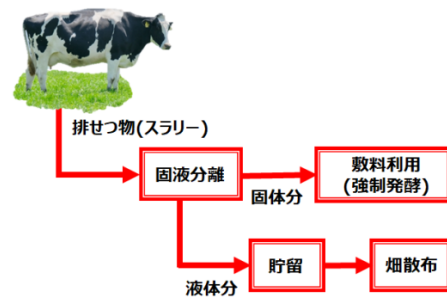 排せつ物(スラリー)
固液分離
固体分
敷料利用
(強制発酵)
液体分
貯留
畑散布